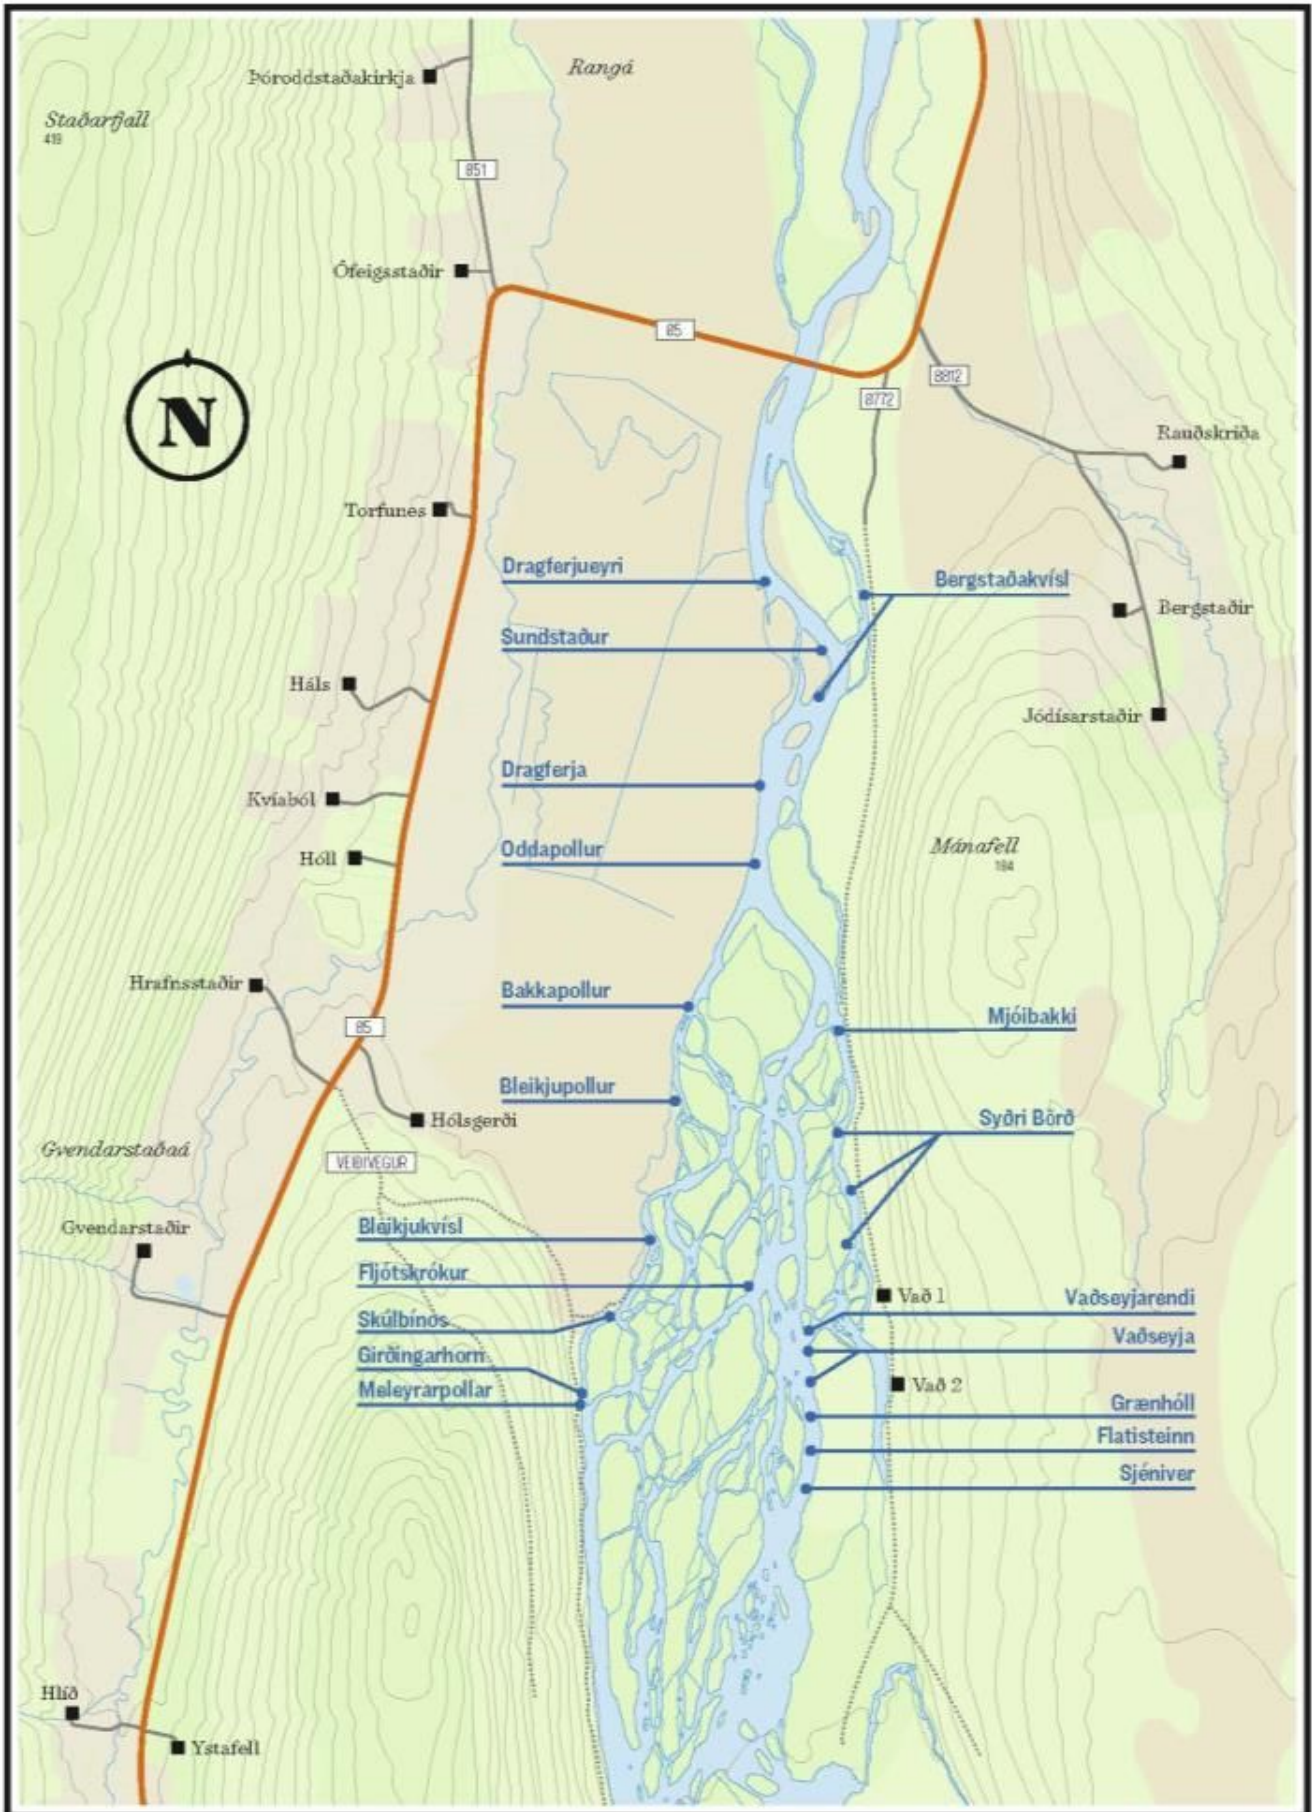 Þóroddstaðakirkja
Rangá
Staðarfjall
419
851
Ófeigsstaðir
85
8812
8772
N
Rauðskriða
Torfunes
Dragferjueyri
Bergstaðakvísl
Bergstaðir
Sundstaður
Háls
Jódísarstaðir
Dragferja
Kvíaból
Mánafell
184
Hóll
Oddapollur
Hrafnsstaðir
Bakkapollur
Mjóibakki
85
Bleikjupollur
Hólsgerði
Syðri Börð
Gvendarstaðaá
VEIÐIVEGUR
Gvendarstaðir
Bleikjukvísl
Fljótskrókur
Vað 1
Vaðseyjarendi
Skúlbínos
Vaðseyja
Girðingarhorn
Meleyrarpollar
Vað 2
Grænhóll
Flatisteinn
Sjéniver
Hlíð
Ystafell